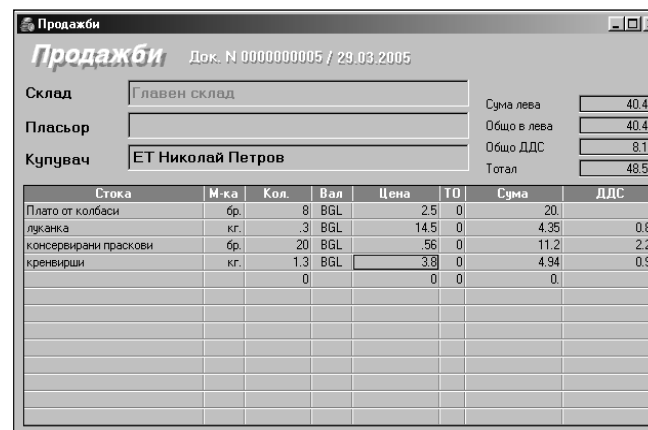 Продажби
Продажби Док. N 0000000005 / 29.03.2005
Склад Главен склад
Пласьор
Купувач ЕТ Николай Петров
Сума лева 40.4
Общо в лева 40.4
Общо ДДС 8.1
Тотал 48.5
Стока М-ка Кол. Вал Цена ТО Сума ДДС
Плато от колбаси бр. 8 BGL 2.5 0 20.
луканка кг. .3 BGL 14.5 0 4.35 0.8
консервирани праскови бр. 20 BGL .56 0 11.2 2.2
кренвирши кг. 1.3 BGL 3.8 0 4.94 0.9
0 0 0 0.